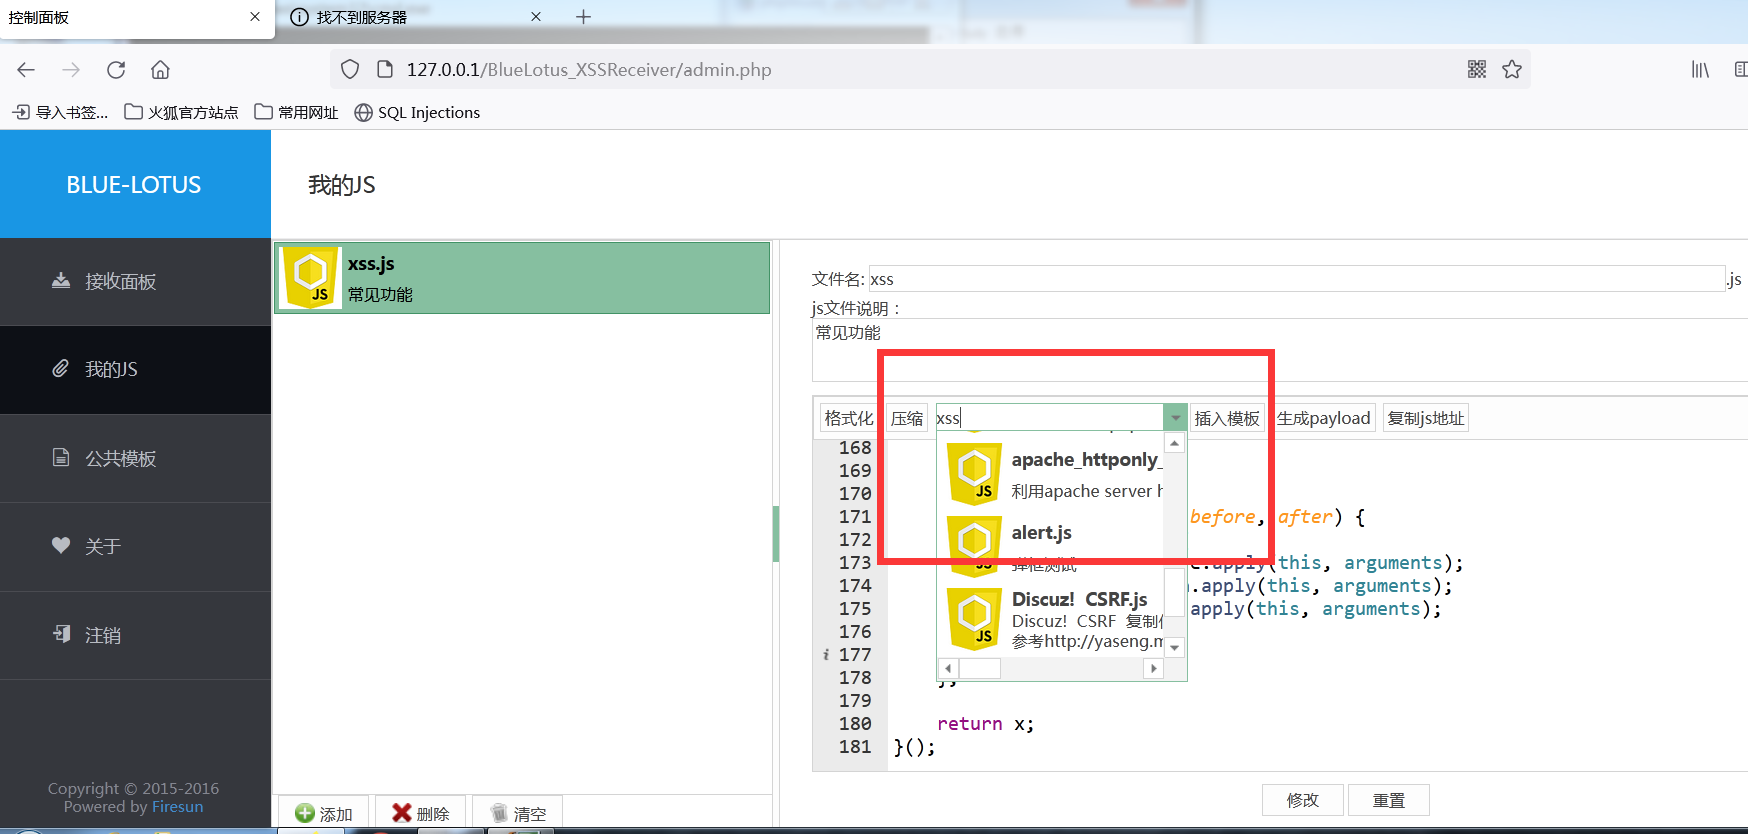 控制面板
找不到服务器
127.0.0.1/BlueLotus_XSSReceiver/admin.php
导入书签...
火狐官方站点
常用网址
SQL Injections
BLUE-LOTUS
我的JS
接收面板
我的JS
公共模板
关于
注销
Copyright © 2015-2016
Powered by Firesun
xss.js
常见功能
添加
删除
清空
文件名: xss .js
js文件说明：
常见功能
格式化 压缩 xss 插入模板 生成payload 复制js地址
apache_httponly_
利用apache server h
alert.js
弹框测试
Discuz! CSRF.js
Discuz! CSRF 复制
参考http://yaseng.m
168
169
170
171 before, after) {
172
173 .apply(this, arguments);
174 .apply(this, arguments);
175 apply(this, arguments);
176
177
178 };
179
180 return x;
181 }();
修改
重置